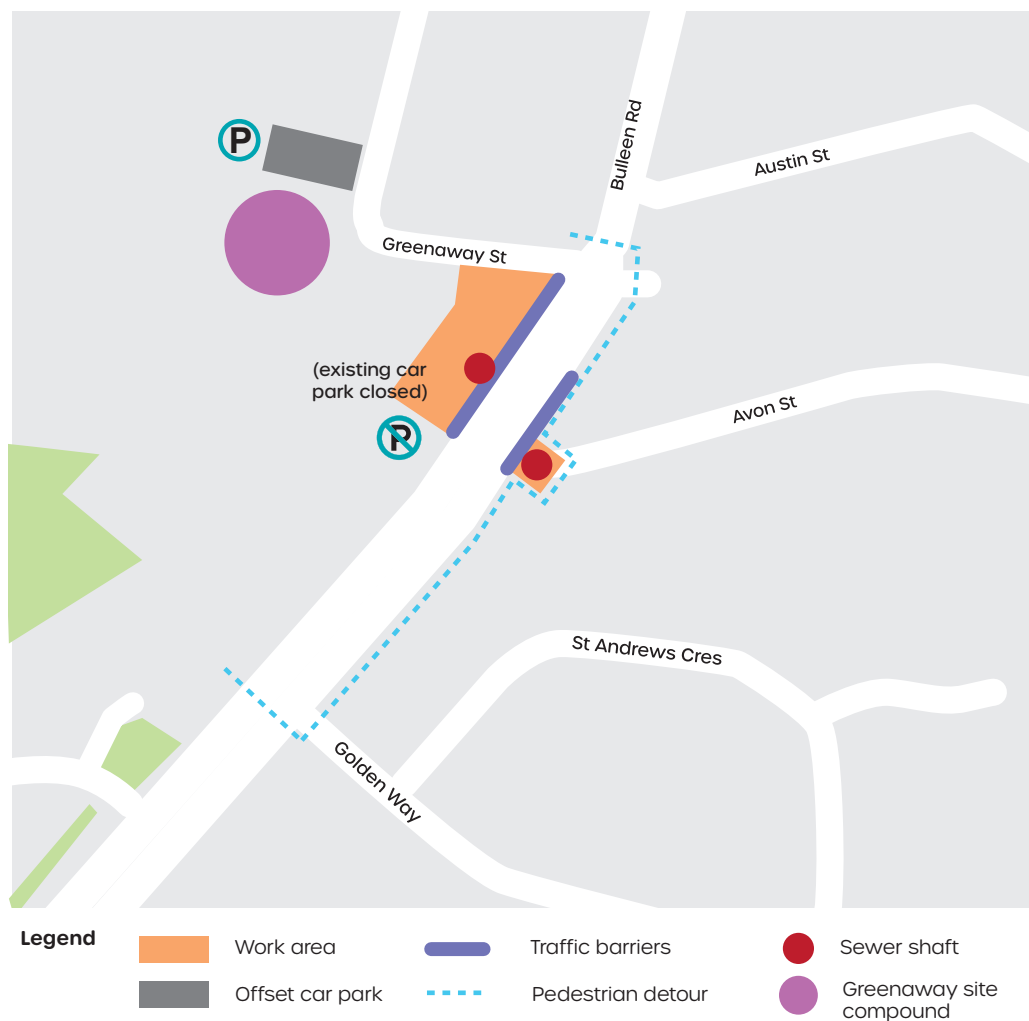 Bulleen Rd
P
Austin St
Greenaway St
(existing car
park closed)
P
Avon St
St Andrews Cres
Golden Way
Legend
Work area
Traffic barriers
Sewer shaft
Offset car park
Pedestrian detour
Greenaway site
compound